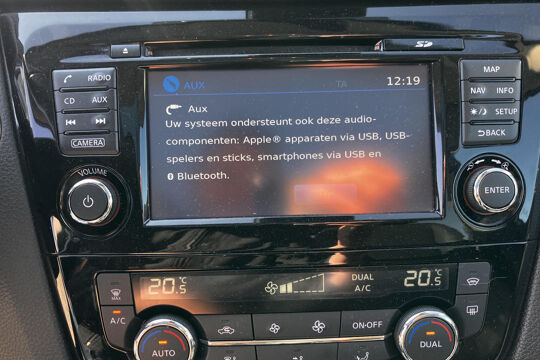 SD
RADIO
CD AUX
CAMERA
VOLUME
AUX TA 12:19
Aux
Uw systeem ondersteunt ook deze audio-
componenten: Apple® apparaten via USB, USB-
spelers en sticks, smartphones via USB en
Bluetooth.
MAP
NAV INFO
SETUP
BACK
ENTER
20.5 °C DUAL A/C 20.5 °C
MAX
A/C
AUTO
ON·OFF
DUAL